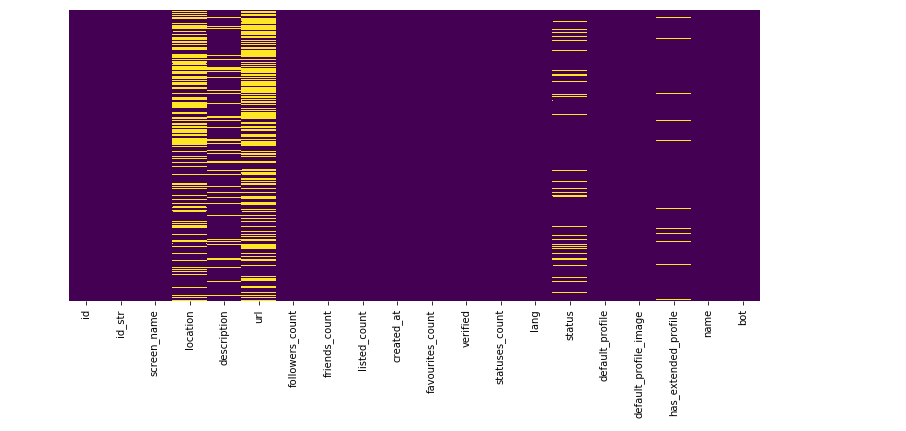 id
id_str
screen_name
location
description
url
followers_count
friends_count
listed_count
created_at
favourites_count
verified
statuses_count
lang
status
default_profile
default_profile_image
has_extended_profile
name
bot